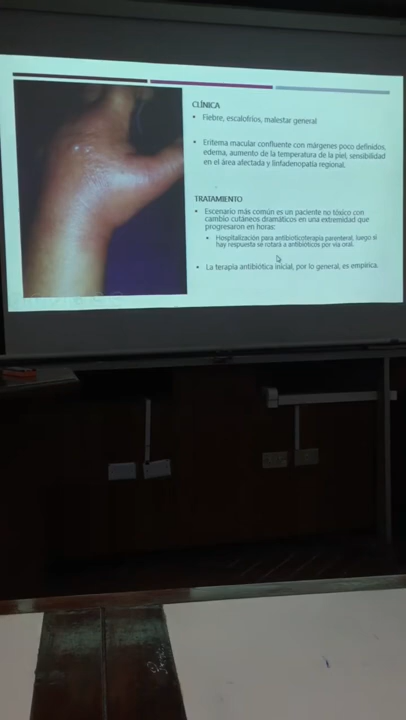 CLÍNICA
• Fiebre, escalofríos, malestar general
• Eritema macular confluente con márgenes poco definidos,
edema, aumento de la temperatura de la piel, sensibilidad
en el área afectada y linfadenopatía regional.
TRATAMIENTO
• Escenario más común es un paciente no tóxico con
cambio cutáneos dramáticos en una extremidad que
progresaron en horas:
• Hospitalización para antibioticoterapia parenteral, luego si
hay respuesta se rotará a antibióticos por vía oral.
• La terapia antibiótica inicial, por lo general, es empírica.